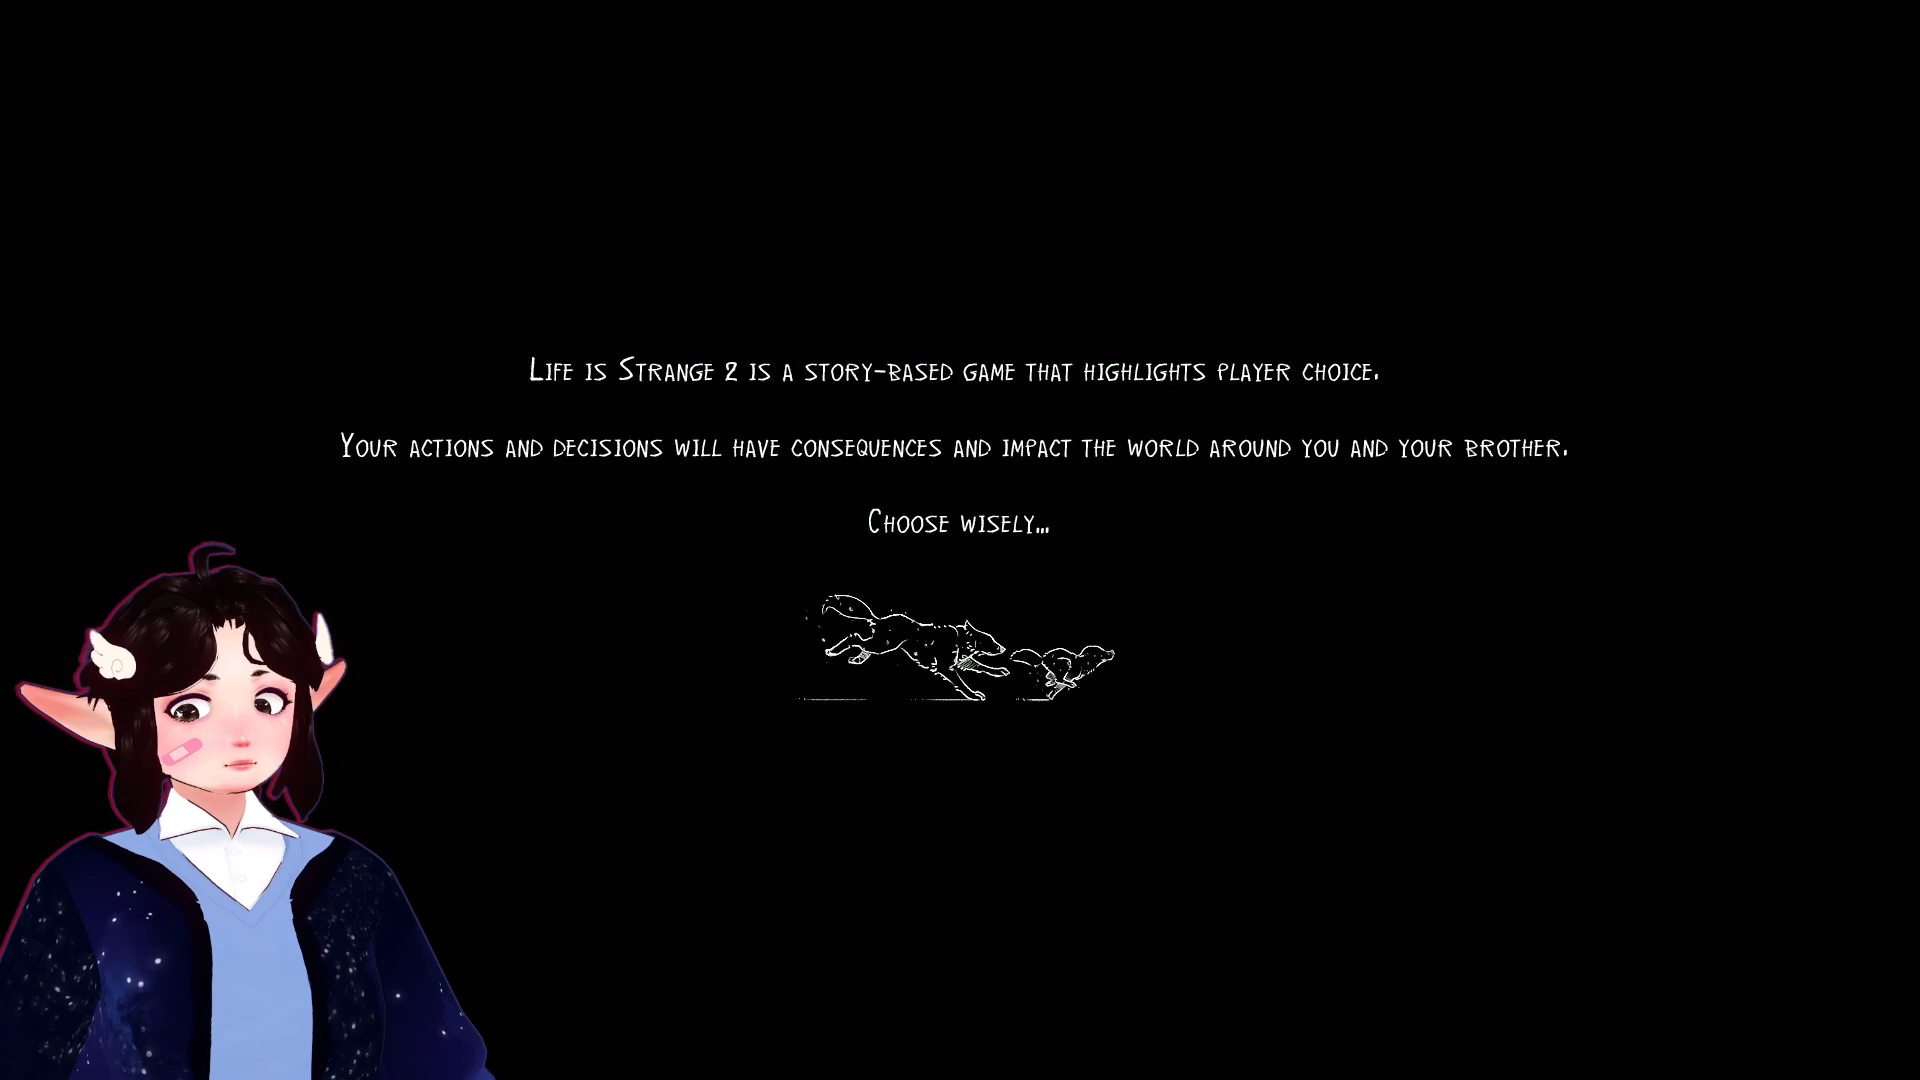 Life is Strange 2 is a story-based game that highlights player choice.
Your actions and decisions will have consequences and impact the world around you and your brother.
Choose wisely...